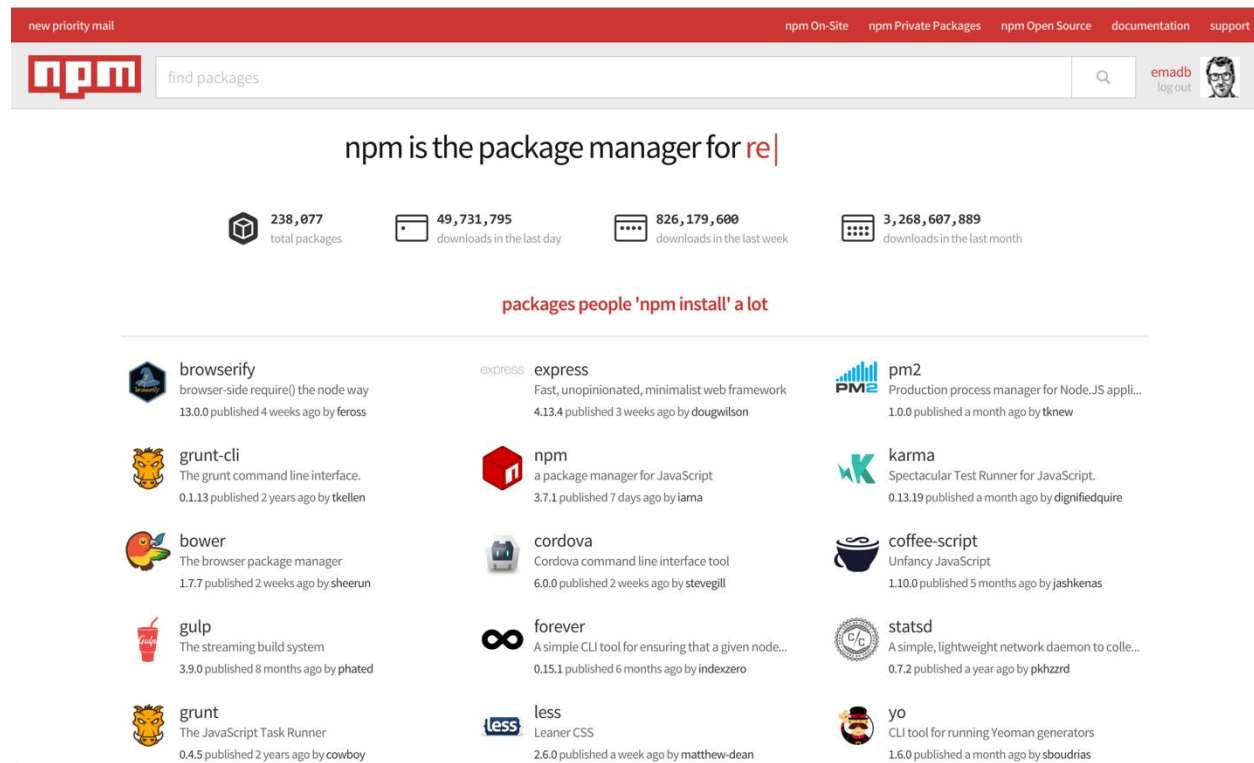 new priority mail
npm On-Site npm Private Packages npm Open Source documentation support
npm
find packages
emadb
log out
npm is the package manager for re
238,077
total packages
49,731,795
downloads in the last day
826,179,600
downloads in the last week
3,268,607,889
downloads in the last month
packages people 'npm install' a lot
browserify
browser-side require() the node way
13.0.0 published 4 weeks ago by feross
express
express
Fast, unopinionated, minimalist web framework
4.13.4 published 3 weeks ago by dougwilson
PM2
pm2
Production process manager for Node.JS appli...
1.0.0 published a month ago by tknew
grunt-cli
The grunt command line interface.
0.1.13 published 2 years ago by tkellen
n
npm
a package manager for JavaScript
3.7.1 published 7 days ago by iarna
K
karma
Spectacular Test Runner for JavaScript.
0.13.19 published a month ago by dignifiedquire
bower
The browser package manager
1.7.7 published 2 weeks ago by sheerun
cordova
Cordova command line interface tool
6.0.0 published 2 weeks ago by stevegill
coffee-script
Unfancy JavaScript
1.10.0 published 5 months ago by jashkenas
Gulp
gulp
The streaming build system
3.9.0 published 8 months ago by phated
forever
A simple CLI tool for ensuring that a given node...
0.15.1 published 6 months ago by indexzero
C/C
statsd
A simple, lightweight network daemon to colle...
0.7.2 published a year ago by pkhzzrd
grunt
The JavaScript Task Runner
0.4.5 published 2 years ago by cowboy
{less}
less
Leaner CSS
2.6.0 published a week ago by matthew-dean
yo
CLI tool for running Yeoman generators
1.6.0 published a month ago by sboudrias